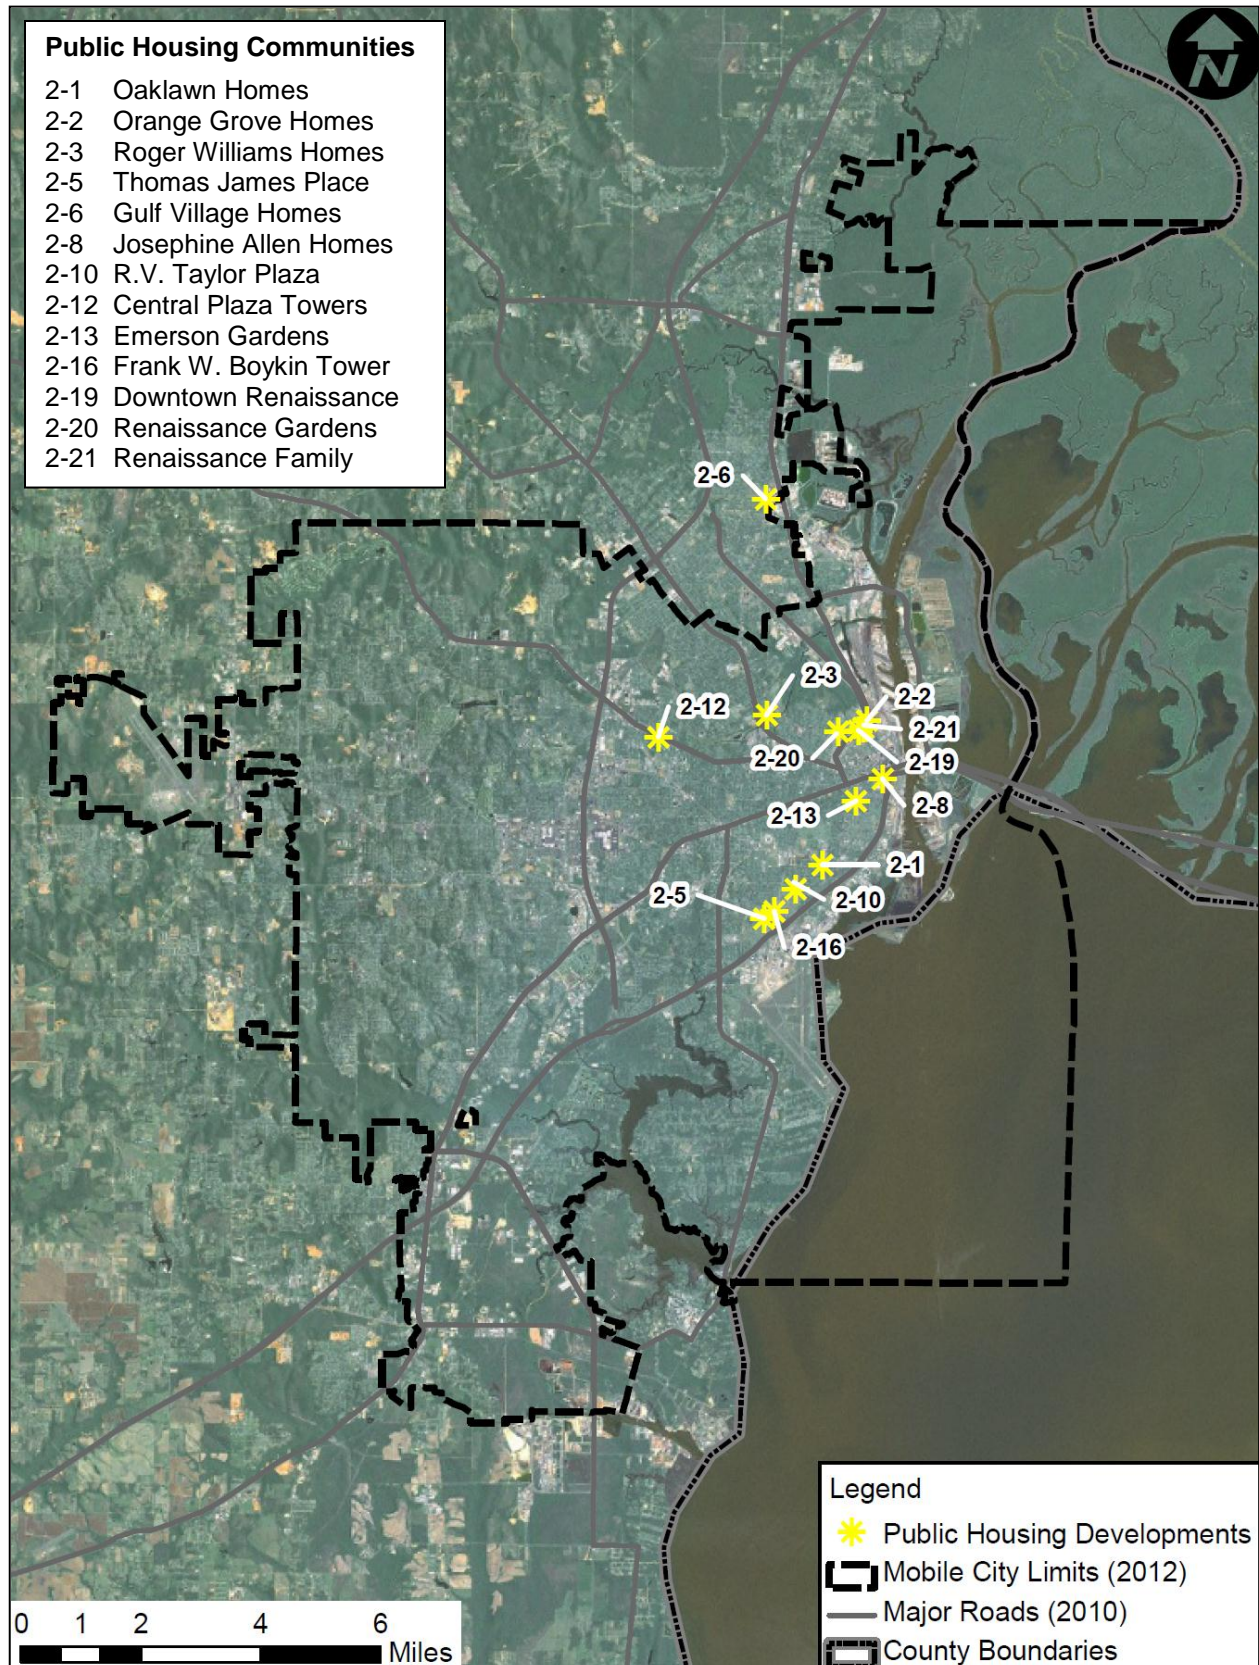 Public Housing Communities
2-1 Oaklawn Homes
2-2 Orange Grove Homes
2-3 Roger Williams Homes
2-5 Thomas James Place
2-6 Gulf Village Homes
2-8 Josephine Allen Homes
2-10 R.V. Taylor Plaza
2-12 Central Plaza Towers
2-13 Emerson Gardens
2-16 Frank W. Boykin Tower
2-19 Downtown Renaissance
2-20 Renaissance Gardens
2-21 Renaissance Family
N
2-6
2-3
2-12
2-2
2-21
2-20
2-19
2-8
2-13
2-1
2-5
2-10
2-16
Legend
Public Housing Developments
Mobile City Limits (2012)
Major Roads (2010)
County Boundaries
0 1 2 4 6
Miles